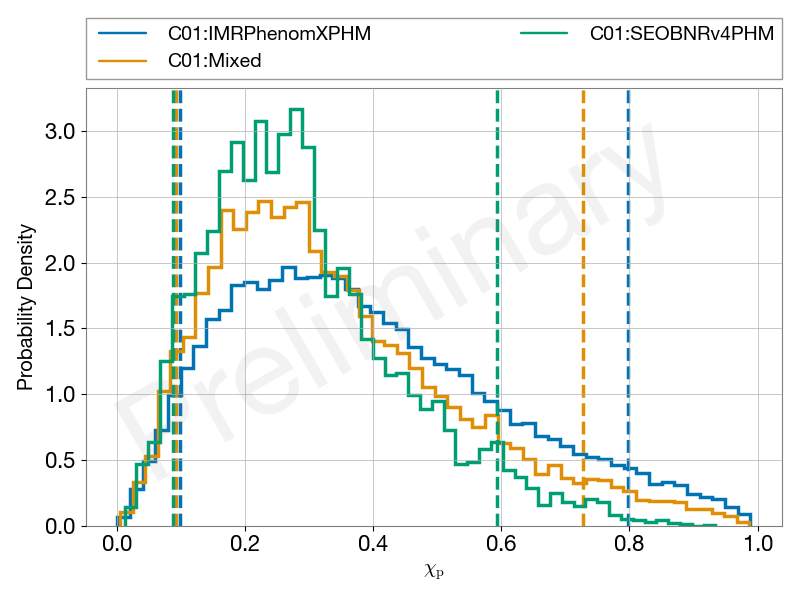 C01:IMRPhenomXPHM
C01:Mixed
C01:SEOBNRv4PHM
Probability Density
3.0
2.5
2.0
1.5
1.0
0.5
0.0
Preliminary
0.0 0.2 0.4 0.6 0.8 1.0
χp